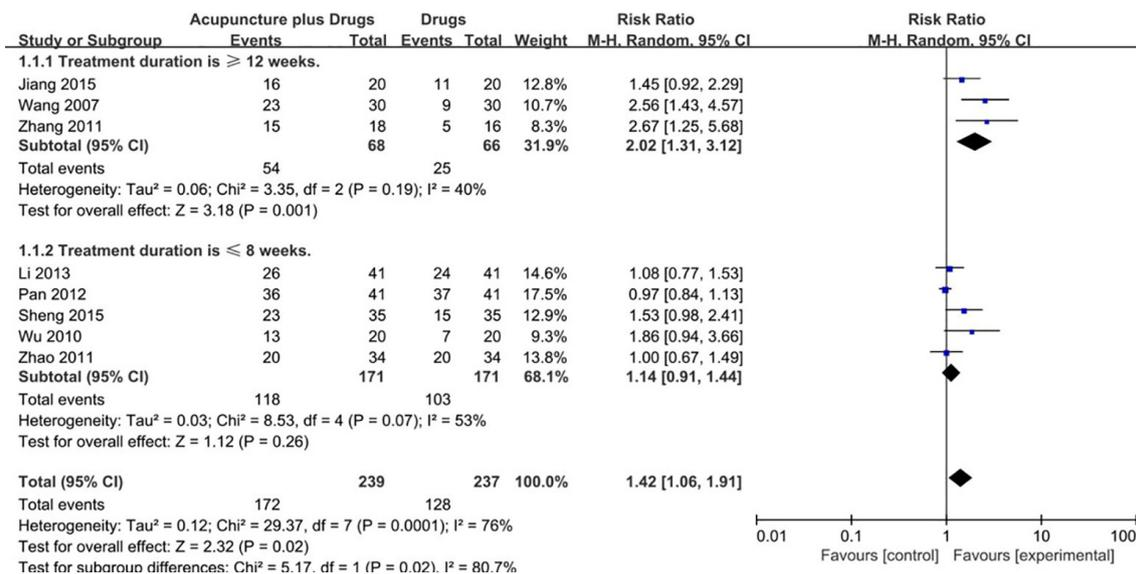 Acupuncture plus Drugs Drugs Risk Ratio Risk Ratio
Study or Subgroup Events Total Events Total Weight M-H, Random, 95% CI M-H, Random, 95% CI
1.1.1 Treatment duration is ≥ 12 weeks.
Jiang 2015 16 20 11 20 12.8% 1.45 [0.92, 2.29]
Wang 2007 23 30 9 30 10.7% 2.56 [1.43, 4.57]
Zhang 2011 15 18 5 16 8.3% 2.67 [1.25, 5.68]
Subtotal (95% CI) 68 66 31.9% 2.02 [1.31, 3.12]
Total events 54 25
Heterogeneity: Tau² = 0.06; Chi² = 3.35, df = 2 (P = 0.19); I² = 40%
Test for overall effect: Z = 3.18 (P = 0.001)
1.1.2 Treatment duration is ≤ 8 weeks.
Li 2013 26 41 24 41 14.6% 1.08 [0.77, 1.53]
Pan 2012 36 41 37 41 17.5% 0.97 [0.84, 1.13]
Sheng 2015 23 35 15 35 12.9% 1.53 [0.98, 2.41]
Wu 2010 13 20 7 20 9.3% 1.86 [0.94, 3.66]
Zhao 2011 20 34 20 34 13.8% 1.00 [0.67, 1.49]
Subtotal (95% CI) 171 171 68.1% 1.14 [0.91, 1.44]
Total events 118 103
Heterogeneity: Tau² = 0.03; Chi² = 8.53, df = 4 (P = 0.07); I² = 53%
Test for overall effect: Z = 1.12 (P = 0.26)
Total (95% CI) 239 237 100.0% 1.42 [1.06, 1.91]
Total events 172 128
Heterogeneity: Tau² = 0.12; Chi² = 29.37, df = 7 (P = 0.0001); I² = 76%
Test for overall effect: Z = 2.32 (P = 0.02)
Test for subgroup differences: Chi² = 5.17, df = 1 (P = 0.02), I² = 80.7%
0.01 0.1 1 10 100
Favours [control] Favours [experimental]